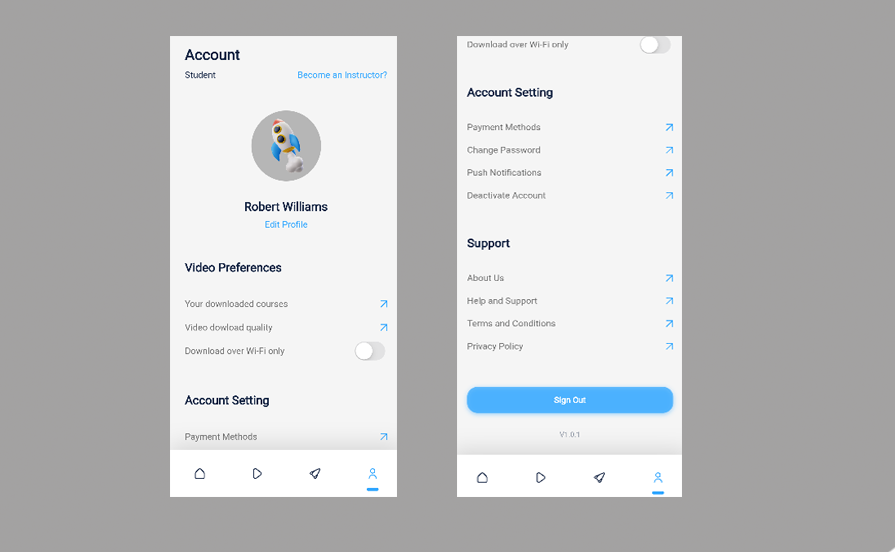 Account
Student
Become an Instructor?
Robert Williams
Edit Profile
Video Preferences
Your downloaded courses
Video dowload quality
Download over Wi-Fi only
Account Setting
Payment Methods
Download over Wi-Fi only
Account Setting
Payment Methods
Change Password
Push Notifications
Deactivate Account
Support
About Us
Help and Support
Terms and Conditions
Privacy Policy
Sign Out
V1.0.1